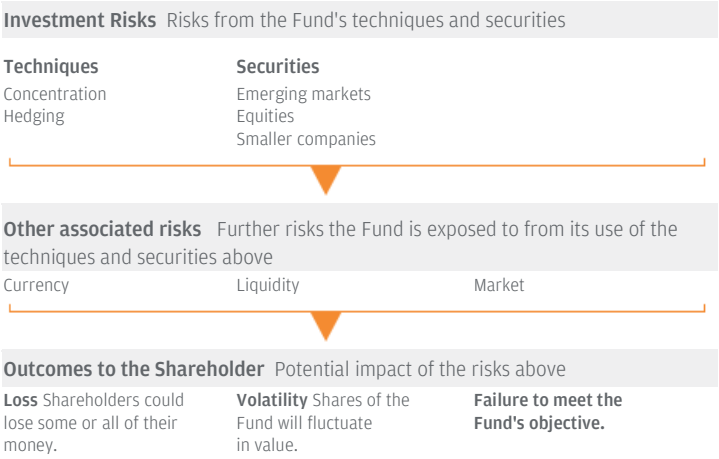 Investment Risks Risks from the Fund's techniques and securities
Techniques
Concentration
Hedging
Securities
Emerging markets
Equities
Smaller companies
Other associated risks Further risks the Fund is exposed to from its use of the
techniques and securities above
Currency
Liquidity
Market
Outcomes to the Shareholder Potential impact of the risks above
Loss Shareholders could
lose some or all of their
money.
Volatility Shares of the
Fund will fluctuate
in value.
Failure to meet the
Fund's objective.